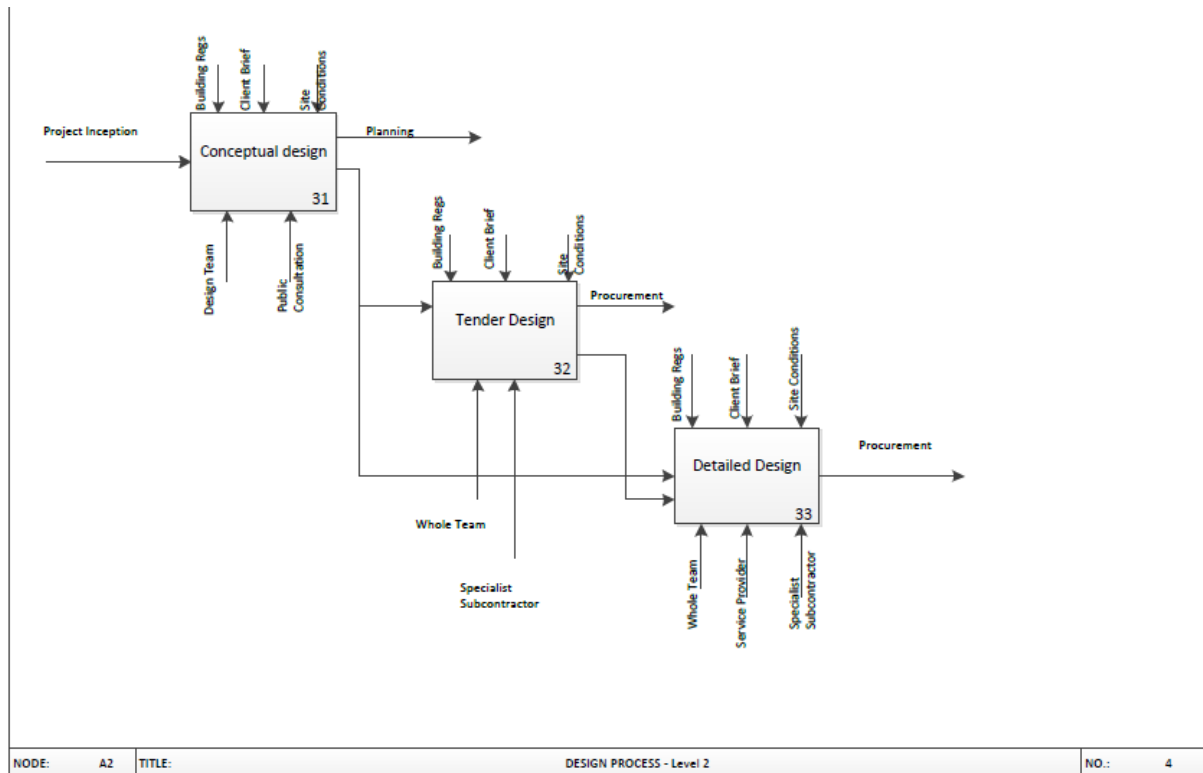 Building Regs
Client Brief
Site
Conditions
Project Inception
Planning
Conceptual design
31
Design Team
Public
Consultation
Building Regs
Client Brief
Site
Conditions
Procurement
Tender Design
32
Building Regs
Client Brief
Site Conditions
Procurement
Detailed Design
33
Whole Team
Specialist
Subcontractor
Whole Team
Service Provider
Specialist
Subcontractor
NODE: A2 TITLE: DESIGN PROCESS - Level 2 NO.: 4